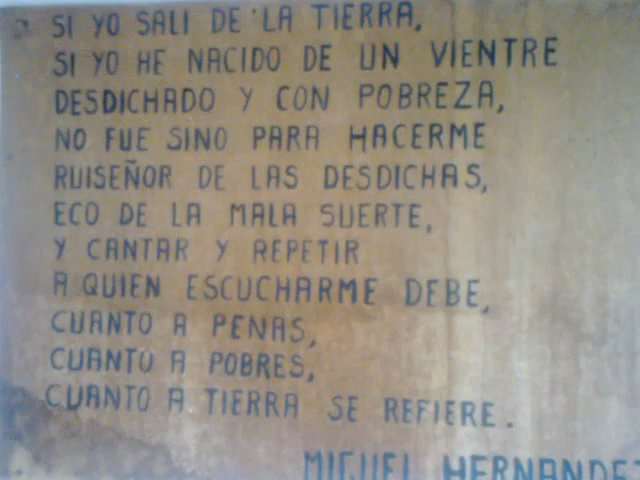 SI YO SALI DE LA TIERRA,
SI YO HE NACIDO DE UN VIENTRE
DESDICHADO Y CON POBREZA,
NO FUE SINO PARA HACERME
RUISEÑOR DE LAS DESDICHAS,
ECO DE LA MALA SUERTE,
Y CANTAR Y REPETIR
A QUIEN ESCUCHARME DEBE,
CUANTO A PENAS,
CUANTO A POBRES,
CUANTO A TIERRA SE REFIERE.
MIGUEL HERNANDEZ